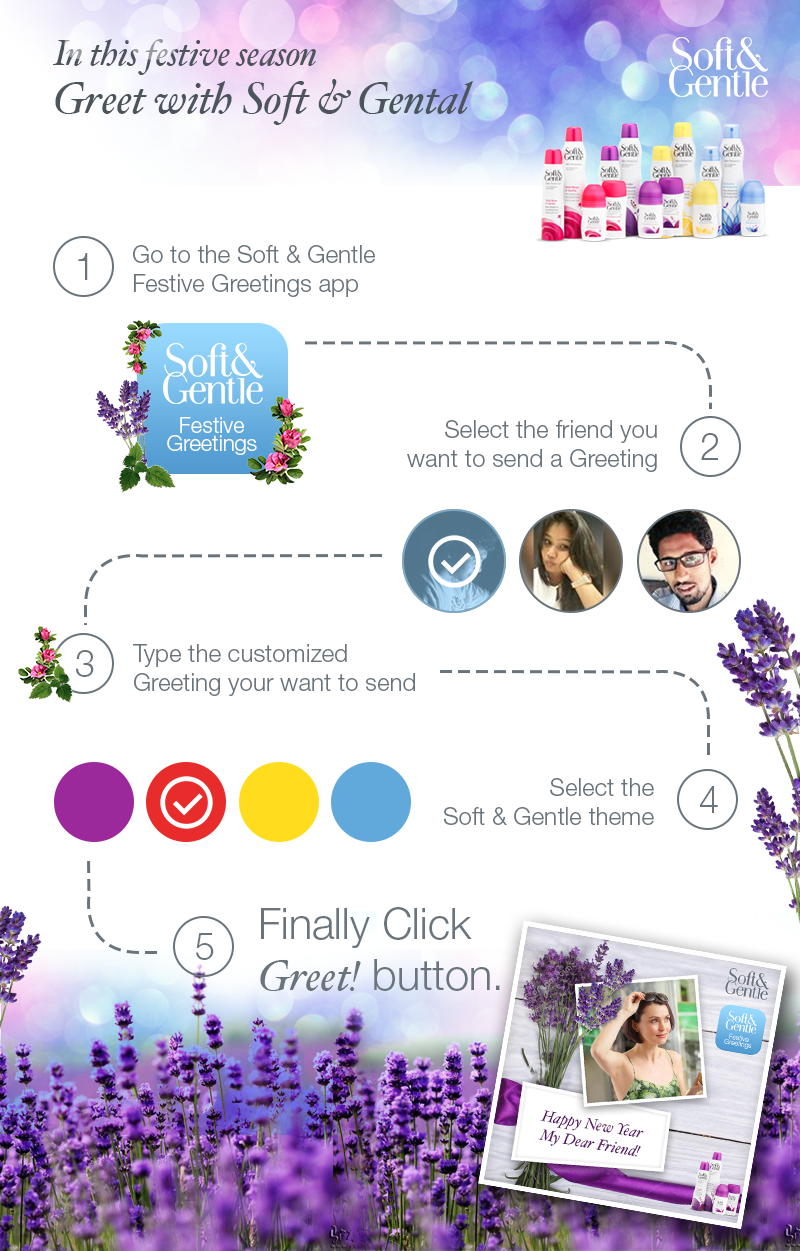 In this festive season
Greet with Soft & Gental
Soft&
Gentle
1
Go to the Soft & Gentle
Festive Greetings app
Soft&
Gentle
Festive
Greetings
Select the friend you
want to send a Greeting
2
3
Type the customized
Greeting your want to send
Select the
Soft & Gentle theme
4
5
Finally Click
Greet! button.
Soft&
Gentle
Soft&
Gentle
Festive
Greetings
Happy New Year
My Dear Friend!